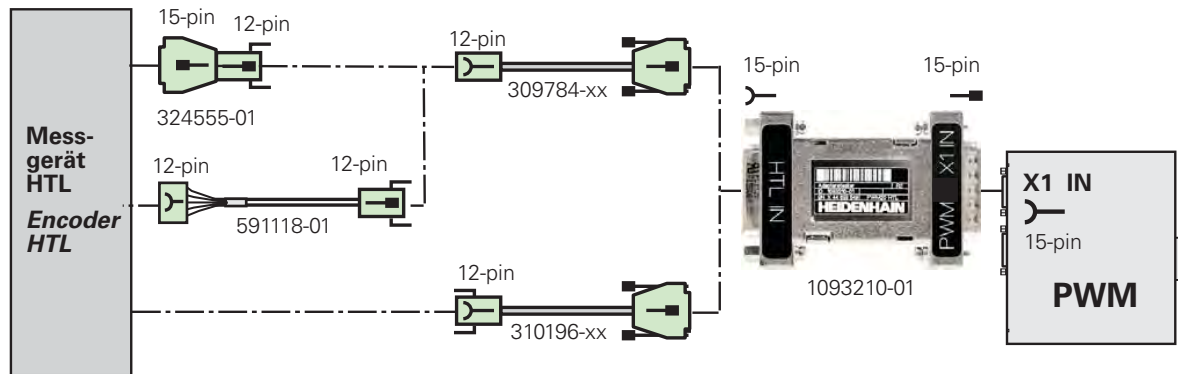 15-pin
12-pin
324555-01
Mess-
gerät
HTL
Encoder
HTL
12-pin
12-pin
591118-01
12-pin
309784-xx
12-pin
310196-xx
15-pin
15-pin
HTL IN
HEIDENHAIN
PWM X1 IN
1093210-01
X1 IN
15-pin
PWM